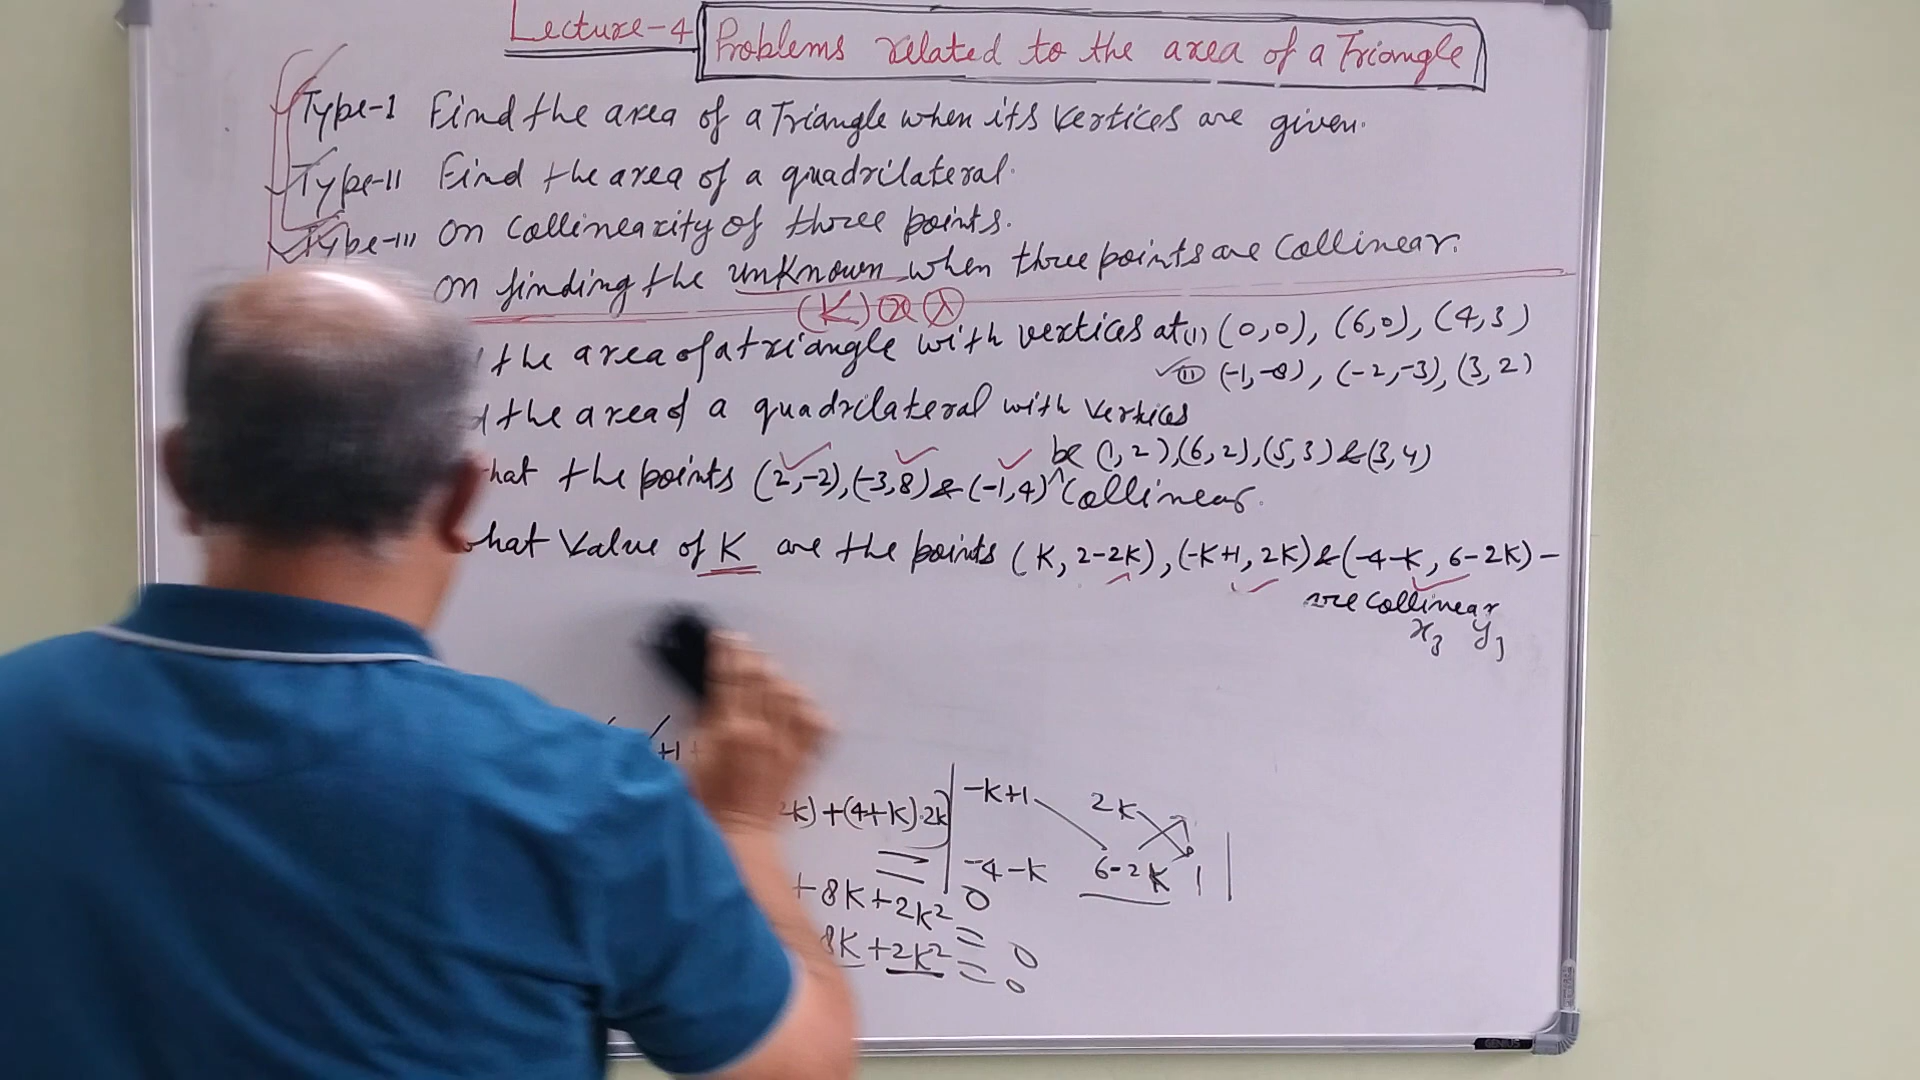 Lecture-4 Problems related to the area of a Triangle
Type-I Find the area of a Triangle when its Vertices are given.
Type-II Find the area of a quadrilateral.
Type-III on Collinearity of three points.
on finding the unknown when three points are Collinear.
(K) x λ
the area of a triangle with vertices at (i) (0,0), (6,0), (4,3)
(ii) (-1,-8), (-2,-3), (3,2)
the area of a quadrilateral with Vertices
be (1,2),(6,2),(5,3)&(3,4)
hat the points (2,-2),(-3,8)&(-1,4) ^ Collinear.
what Value of K are the points (K, 2-2K), (-K+1, 2K)&(-4-K, 6-2K) -
are Collinear
x3 y3
+1
2K)+(4+K).2K) -K+1 2K 1
= -4-K 6-2K 1
+8K+2K² = 0
8K+2K² = 0
GENIUS